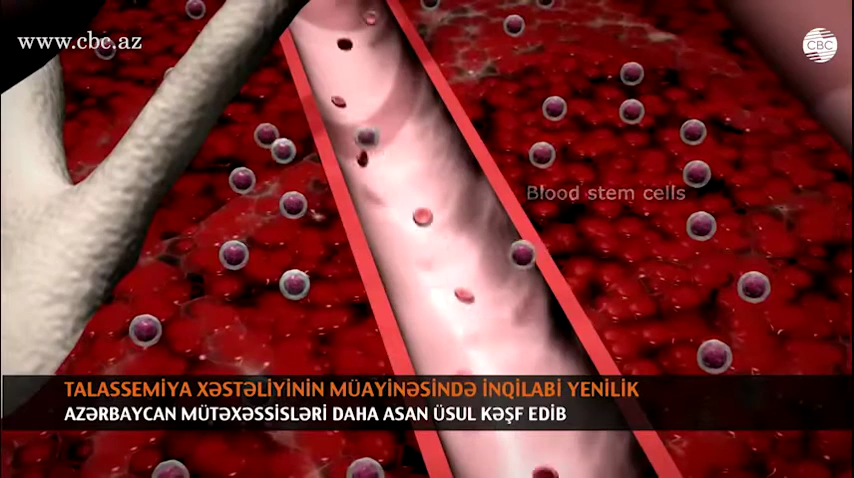 www.cbc.az
CBC
Blood stem cells
TALASSEMİYA XƏSTƏLİYİNİN MÜAYİNƏSİNDƏ İNQİLABİ YENİLİK
AZƏRBAYCAN MÜTƏXƏSSİSLƏRİ DAHA ASAN ÜSUL KƏŞF EDİB